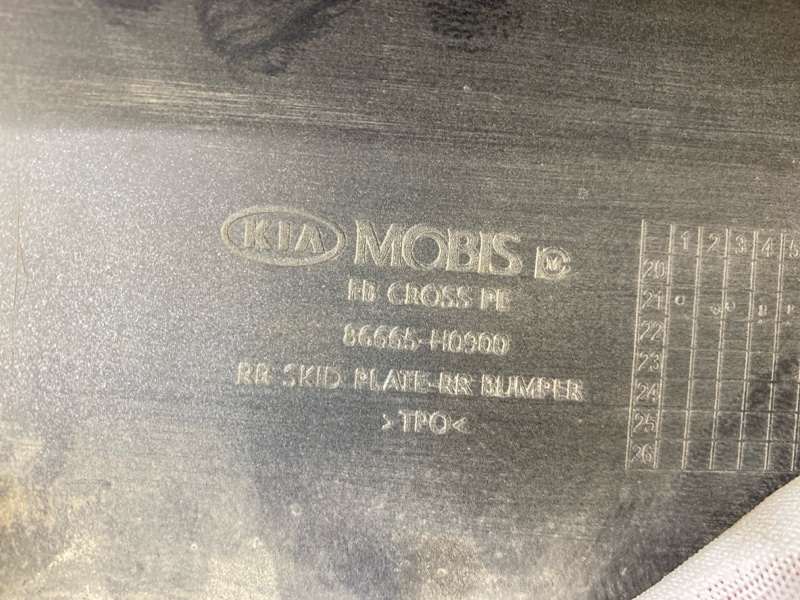 KIA MOBIS
FB CROSS PE
86665-H0900
RR SKID PLATE-RR BUMPER
>TPO<
1 2 3 4 5
20
21
22
23
24
25
26